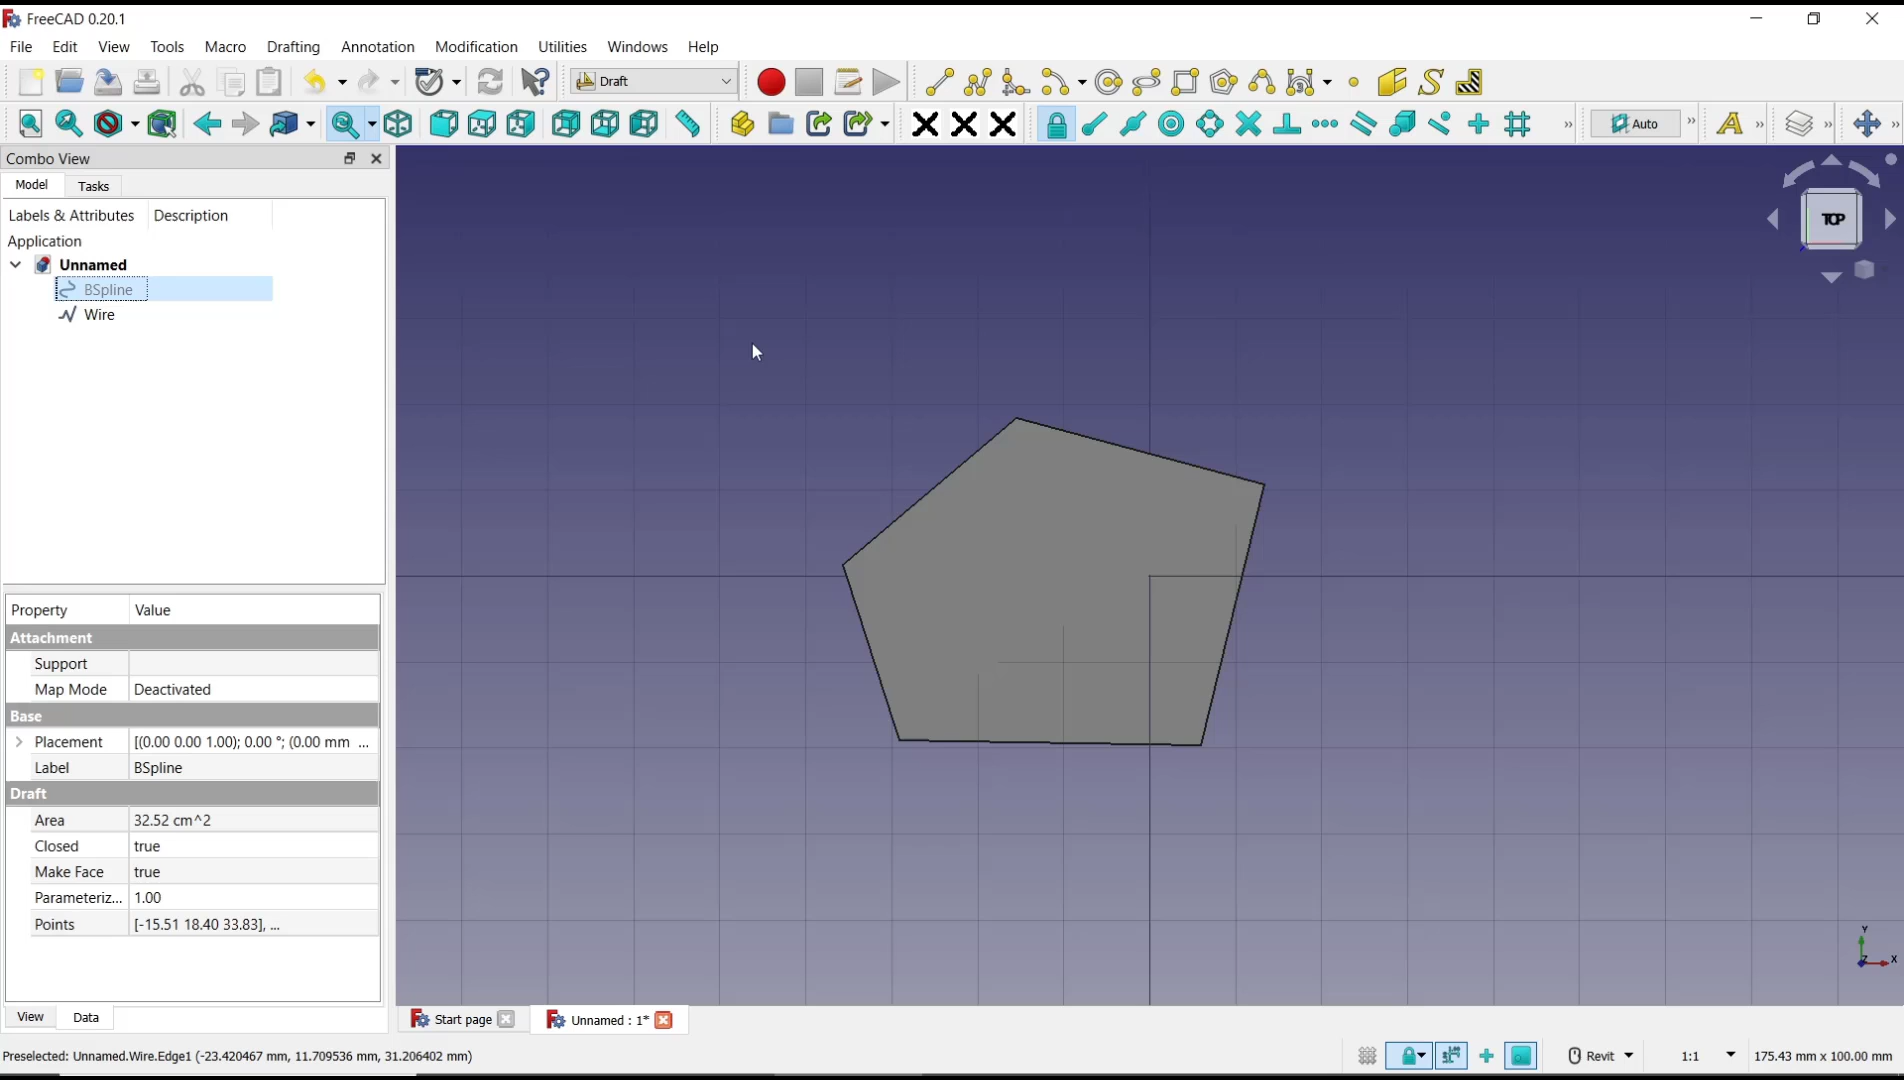 FreeCAD 0.20.1
File Edit View Tools Macro Drafting Annotation Modification Utilities Windows Help
Draft
Auto
Combo View
Model Tasks
Labels & Attributes Description
Application
Unnamed
BSpline
Wire
TOP
Property Value
Attachment
Support
Map Mode Deactivated
Base
Placement [(0.00 0.00 1.00); 0.00 °; (0.00 mm ...
Label BSpline
Draft
Area 32.52 cm^2
Closed true
Make Face true
Parameteriz... 1.00
Points [-15.51 18.40 33.83], ...
Y
Z X
View Data
Start page Unnamed : 1*
Preselected: Unnamed.Wire.Edge1 (-23.420467 mm, 11.709536 mm, 31.206402 mm)
Revit 1:1 175.43 mm x 100.00 mm